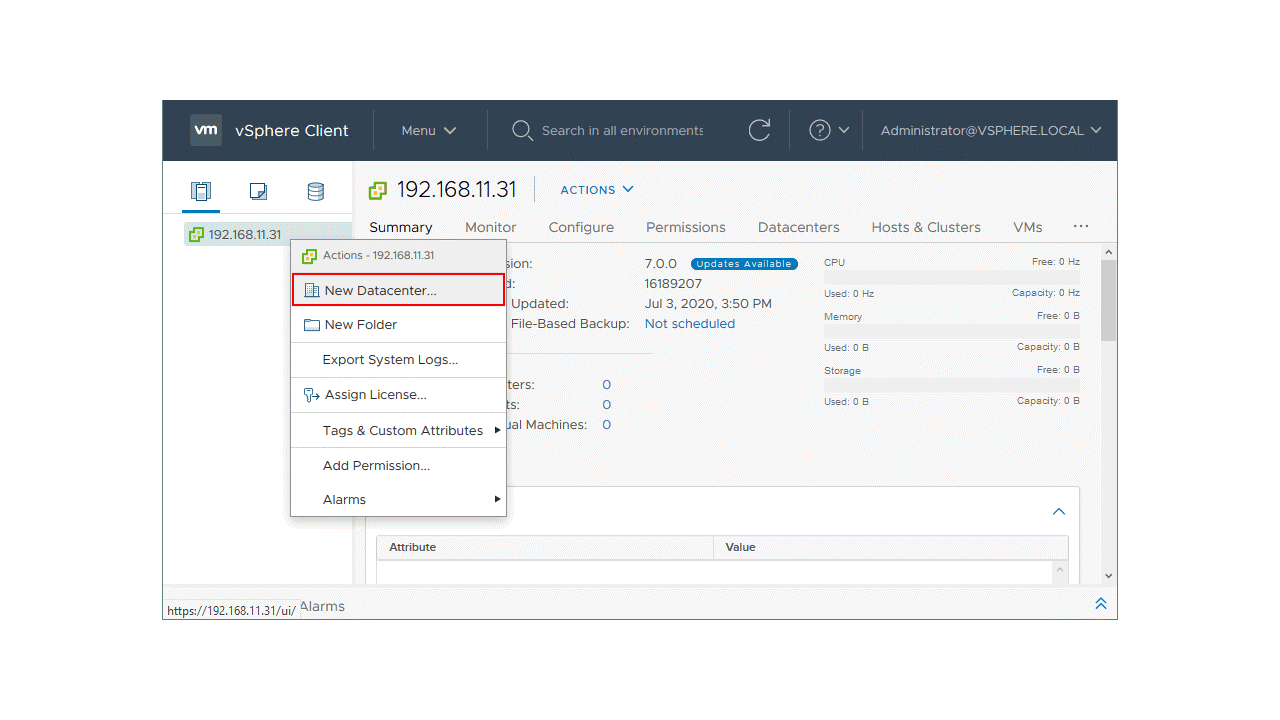 vm vSphere Client Menu Search in all environments Administrator@VSPHERE.LOCAL
192.168.11.31 ACTIONS
Summary Monitor Configure Permissions Datacenters Hosts & Clusters VMs ...
192.168.11.31
Actions - 192.168.11.31
New Datacenter...
New Folder
Export System Logs...
Assign License...
Tags & Custom Attributes
Add Permission...
Alarms
7.0.0 Updates Available
16189207
Updated: Jul 3, 2020, 3:50 PM
File-Based Backup: Not scheduled
0
0
Machines: 0
CPU Free: 0 Hz
Used: 0 Hz Capacity: 0 Hz
Memory Free: 0 B
Used: 0 B Capacity: 0 B
Storage Free: 0 B
Used: 0 B Capacity: 0 B
Attribute Value
https://192.168.11.31/ui/ Alarms